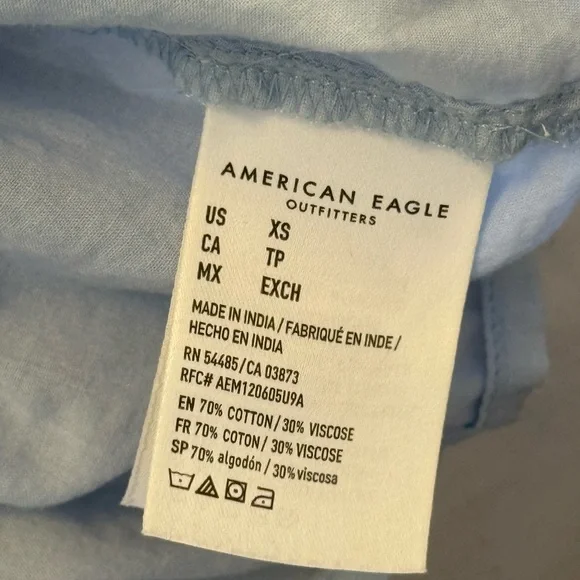 AMERICAN EAGLE
OUTFITTERS
US XS
CA TP
MX EXCH
MADE IN INDIA / FABRIQUÉ EN INDE /
HECHO EN INDIA
RN 54485/CA 03873
RFC# AEM120605U9A
EN 70% COTTON / 30% VISCOSE
FR 70% COTON / 30% VISCOSE
SP 70% algodón / 30% viscosa